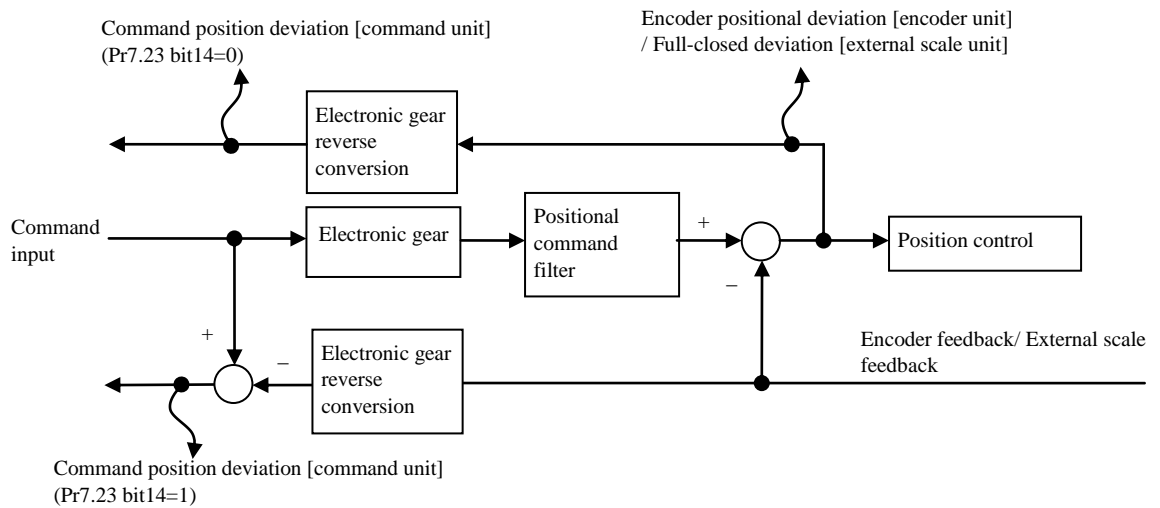 Command position deviation [command unit]
(Pr7.23 bit14=0)
Encoder positional deviation [encoder unit]
/ Full-closed deviation [external scale unit]
Electronic gear
reverse
conversion
Command
input
Electronic gear
Positional
command
filter
+
−
Position control
+
−
Electronic gear
reverse
conversion
Encoder feedback/ External scale
feedback
Command position deviation [command unit]
(Pr7.23 bit14=1)